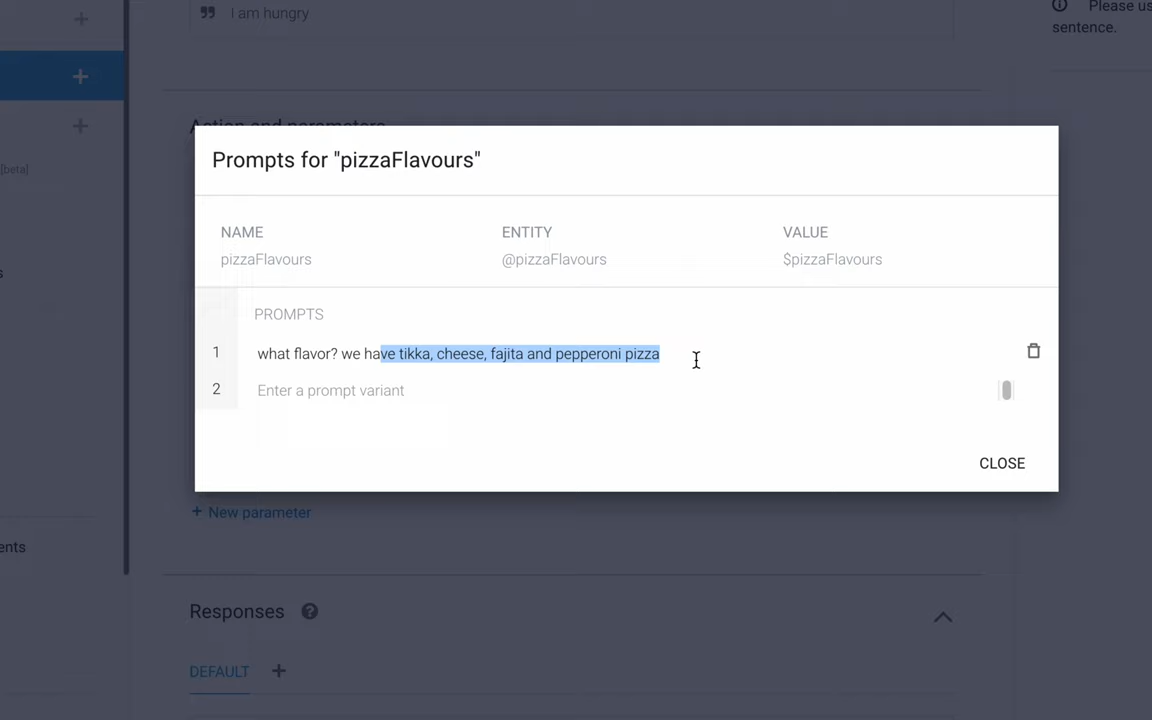 I am hungry
Please us
sentence.
Action and parameters
[beta]
Prompts for "pizzaFlavours"
NAME ENTITY VALUE
pizzaFlavours @pizzaFlavours $pizzaFlavours
s
PROMPTS
1 what flavor? we have tikka, cheese, fajita and pepperoni pizza
2 Enter a prompt variant
CLOSE
+ New parameter
ents
Responses
DEFAULT +